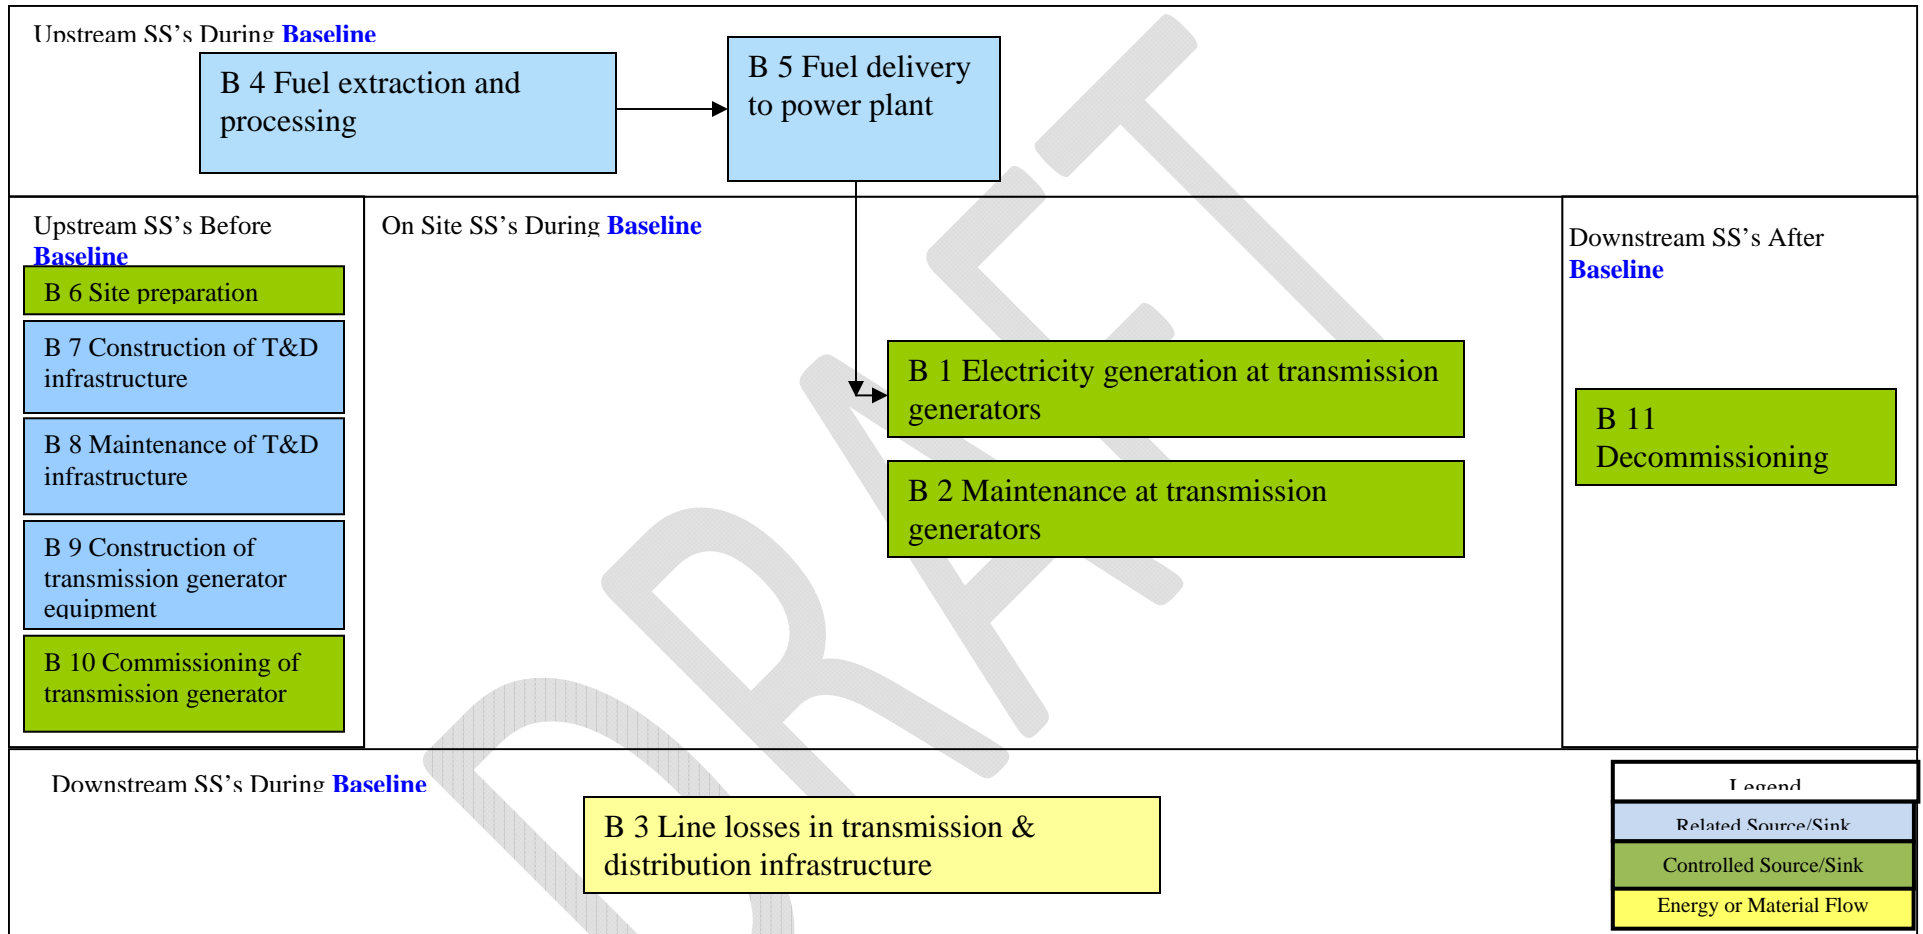 Upstream SS's During Baseline
B 4 Fuel extraction and
processing
B 5 Fuel delivery
to power plant
Upstream SS's Before
Baseline
B 6 Site preparation
B 7 Construction of T&D
infrastructure
B 8 Maintenance of T&D
infrastructure
B 9 Construction of
transmission generator
equipment
B 10 Commissioning of
transmission generator
On Site SS's During Baseline
B 1 Electricity generation at transmission
generators
B 2 Maintenance at transmission
generators
Downstream SS's After
Baseline
B 11
Decommissioning
Downstream SS's During Baseline
B 3 Line losses in transmission &
distribution infrastructure
Legend
Related Source/Sink
Controlled Source/Sink
Energy or Material Flow
DRAFT